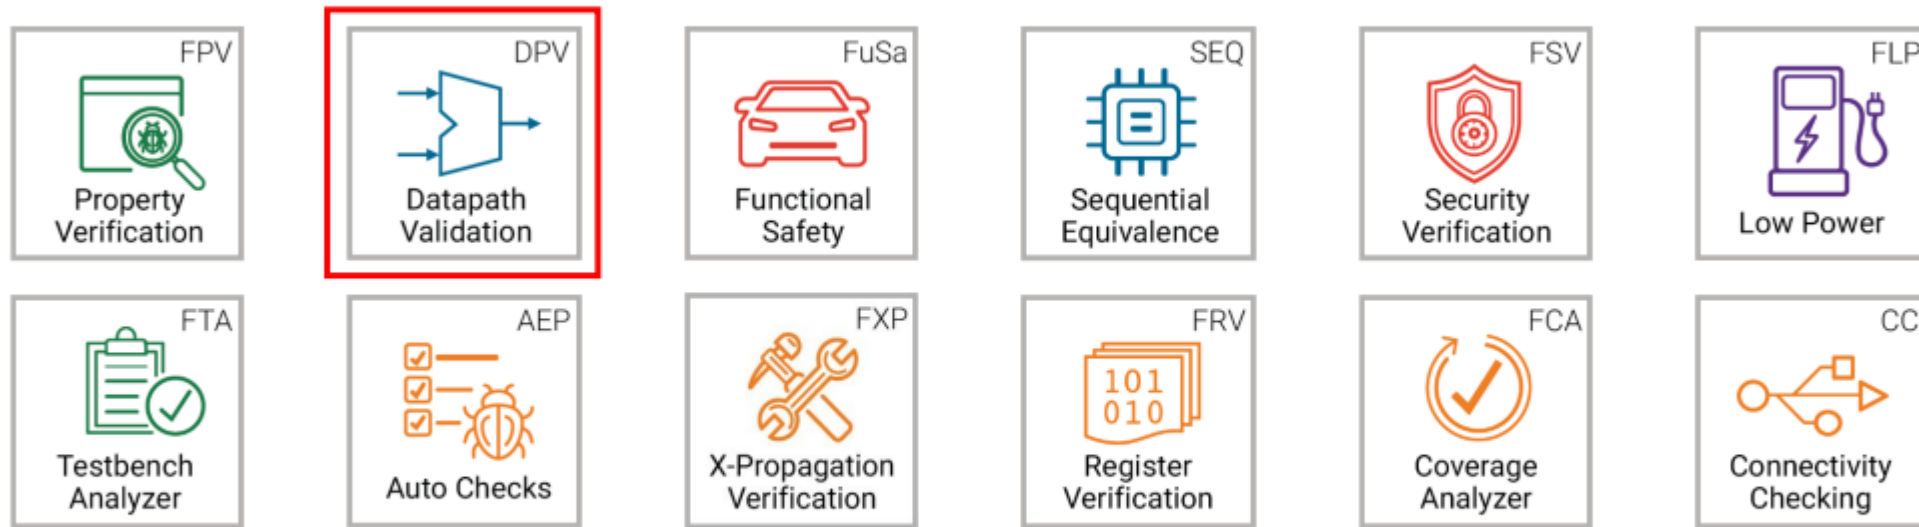 FPV
Property
Verification
DPV
Datapath
Validation
FuSa
Functional
Safety
SEQ
Sequential
Equivalence
FSV
Security
Verification
FLP
Low Power
FTA
Testbench
Analyzer
AEP
Auto Checks
FXP
X-Propagation
Verification
FRV
101
010
Register
Verification
FCA
Coverage
Analyzer
CC
Connectivity
Checking